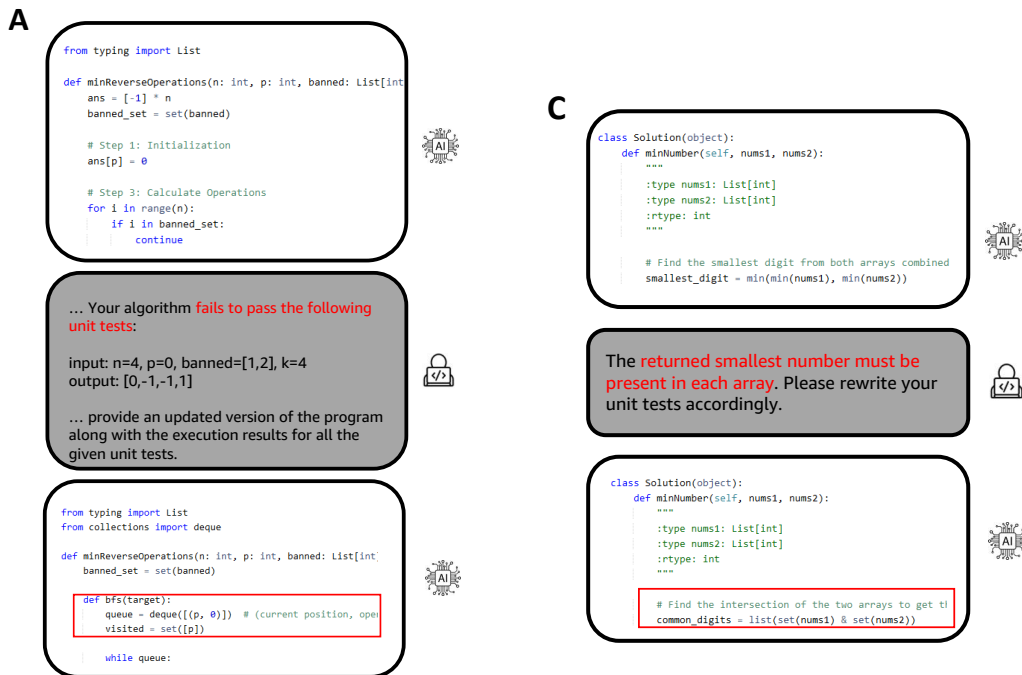 A
from typing import List
def minReverseOperations(n: int, p: int, banned: List[int
ans = [-1] * n
banned_set = set(banned)
# Step 1: Initialization
ans[p] = 0
# Step 3: Calculate Operations
for i in range(n):
if i in banned_set:
continue
AI
… Your algorithm fails to pass the following
unit tests:
input: n=4, p=0, banned=[1,2], k=4
output: [0,-1,-1,1]
… provide an updated version of the program
along with the execution results for all the
given unit tests.
</>
from typing import List
from collections import deque
def minReverseOperations(n: int, p: int, banned: List[int
banned_set = set(banned)
def bfs(target):
queue = deque([(p, 0)]) # (current position, oper
visited = set([p])
while queue:
AI
C
class Solution(object):
def minNumber(self, nums1, nums2):
"""
:type nums1: List[int]
:type nums2: List[int]
:rtype: int
"""
# Find the smallest digit from both arrays combined
smallest_digit = min(min(nums1), min(nums2))
AI
The returned smallest number must be
present in each array. Please rewrite your
unit tests accordingly.
</>
class Solution(object):
def minNumber(self, nums1, nums2):
"""
:type nums1: List[int]
:type nums2: List[int]
:rtype: int
"""
# Find the intersection of the two arrays to get th
common_digits = list(set(nums1) & set(nums2))
AI